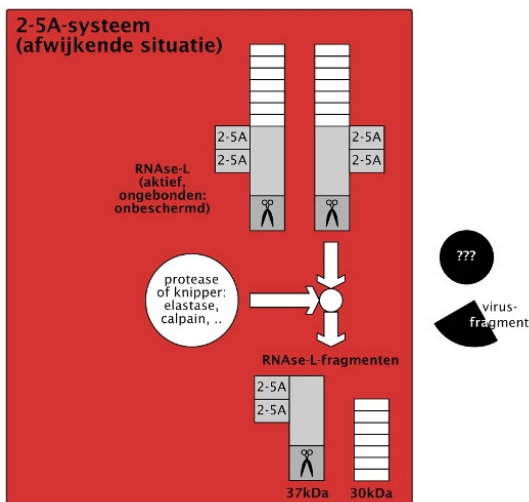 2-5A-systeem
(afwijkende situatie)
2-5A
2-5A
2-5A
2-5A
RNAse-L
(aktief,
ongebonden:
onbeschermd)
protease
of knipper:
elastase,
calpain, ..
???
virus-
fragment
RNAse-L-fragmenten
2-5A
2-5A
37kDa
30kDa